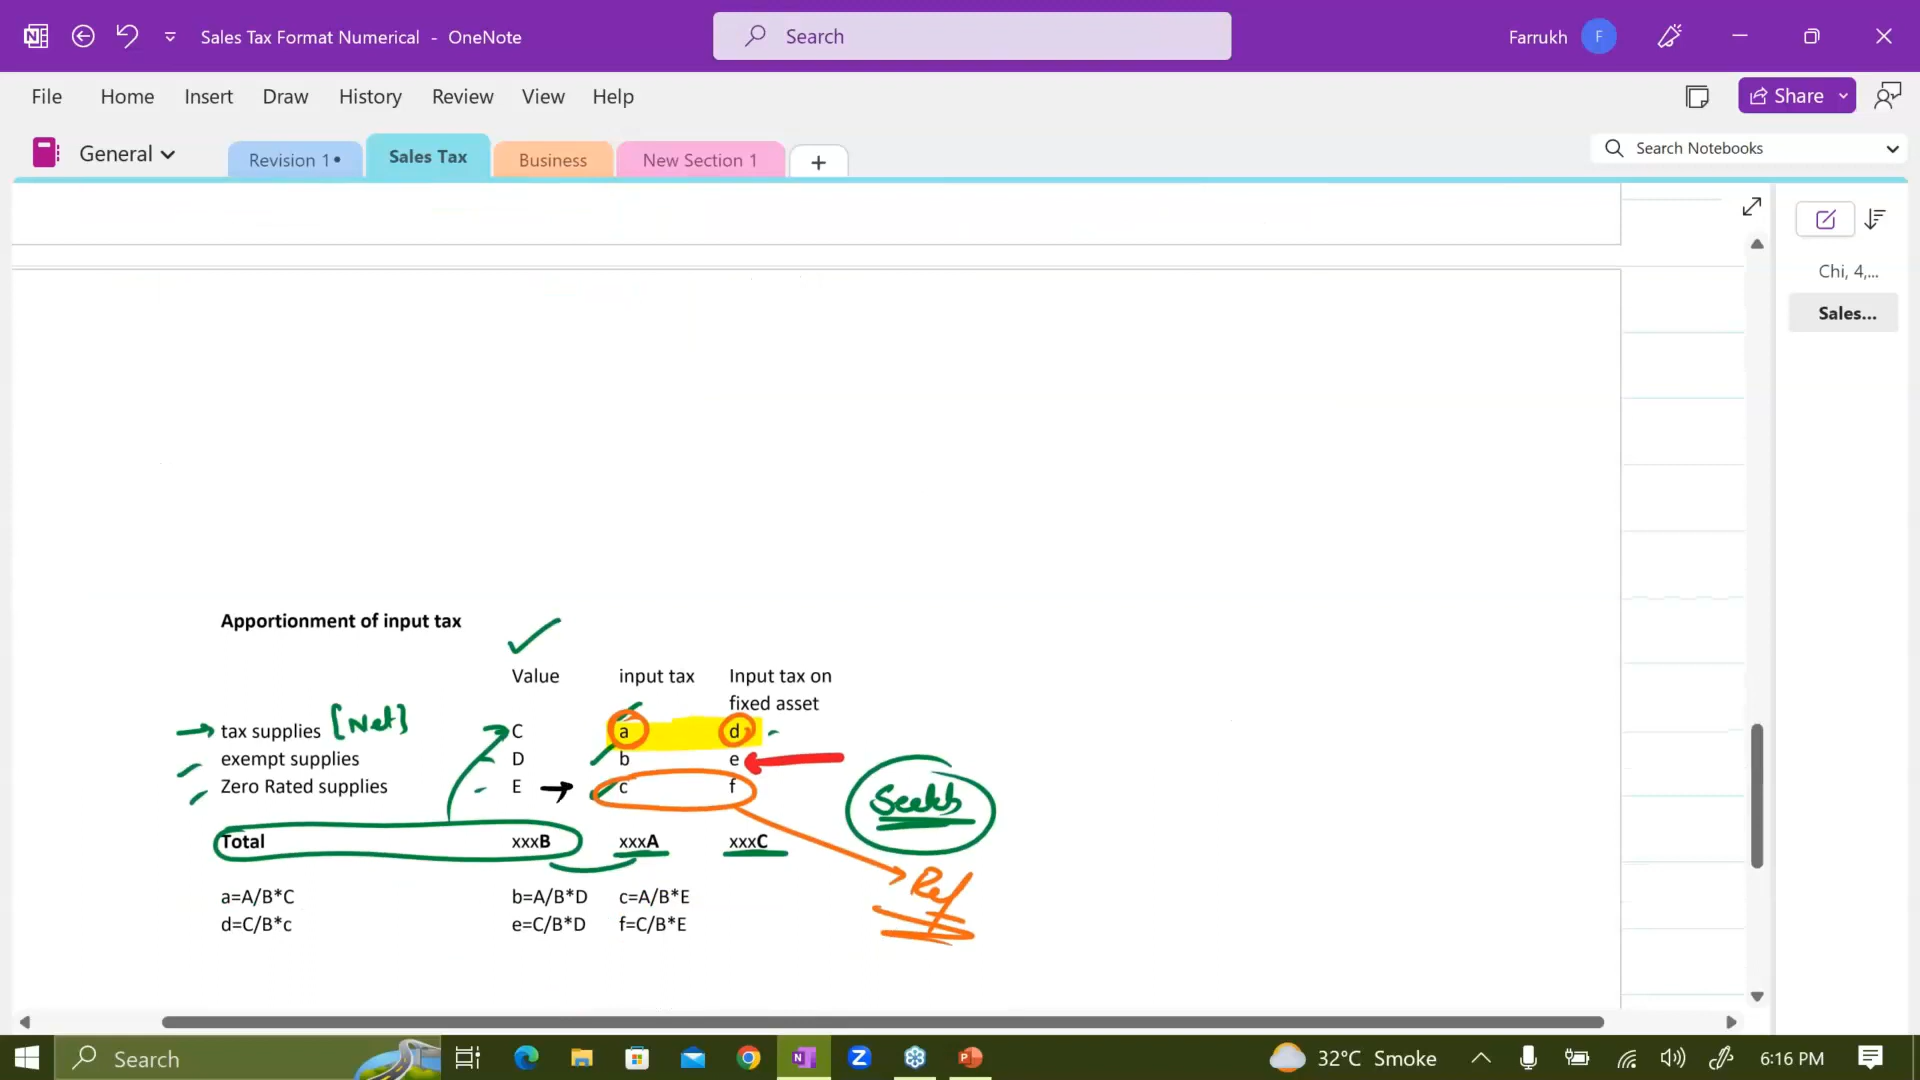 Sales Tax Format Numerical - OneNote
Search
Farrukh F
File Home Insert Draw History Review View Help
Share
General Revision 1 Sales Tax Business New Section 1 +
Search Notebooks
Chi, 4,...
Sales...
Apportionment of input tax
Value input tax Input tax on
fixed asset
tax supplies [Net] C a d
exempt supplies D b e
Zero Rated supplies E c f
Total xxxB xxxA xxxC
Ref
a=A/B*C b=A/B*D c=A/B*E
d=C/B*c e=C/B*D f=C/B*E
Search
32°C Smoke
6:16 PM